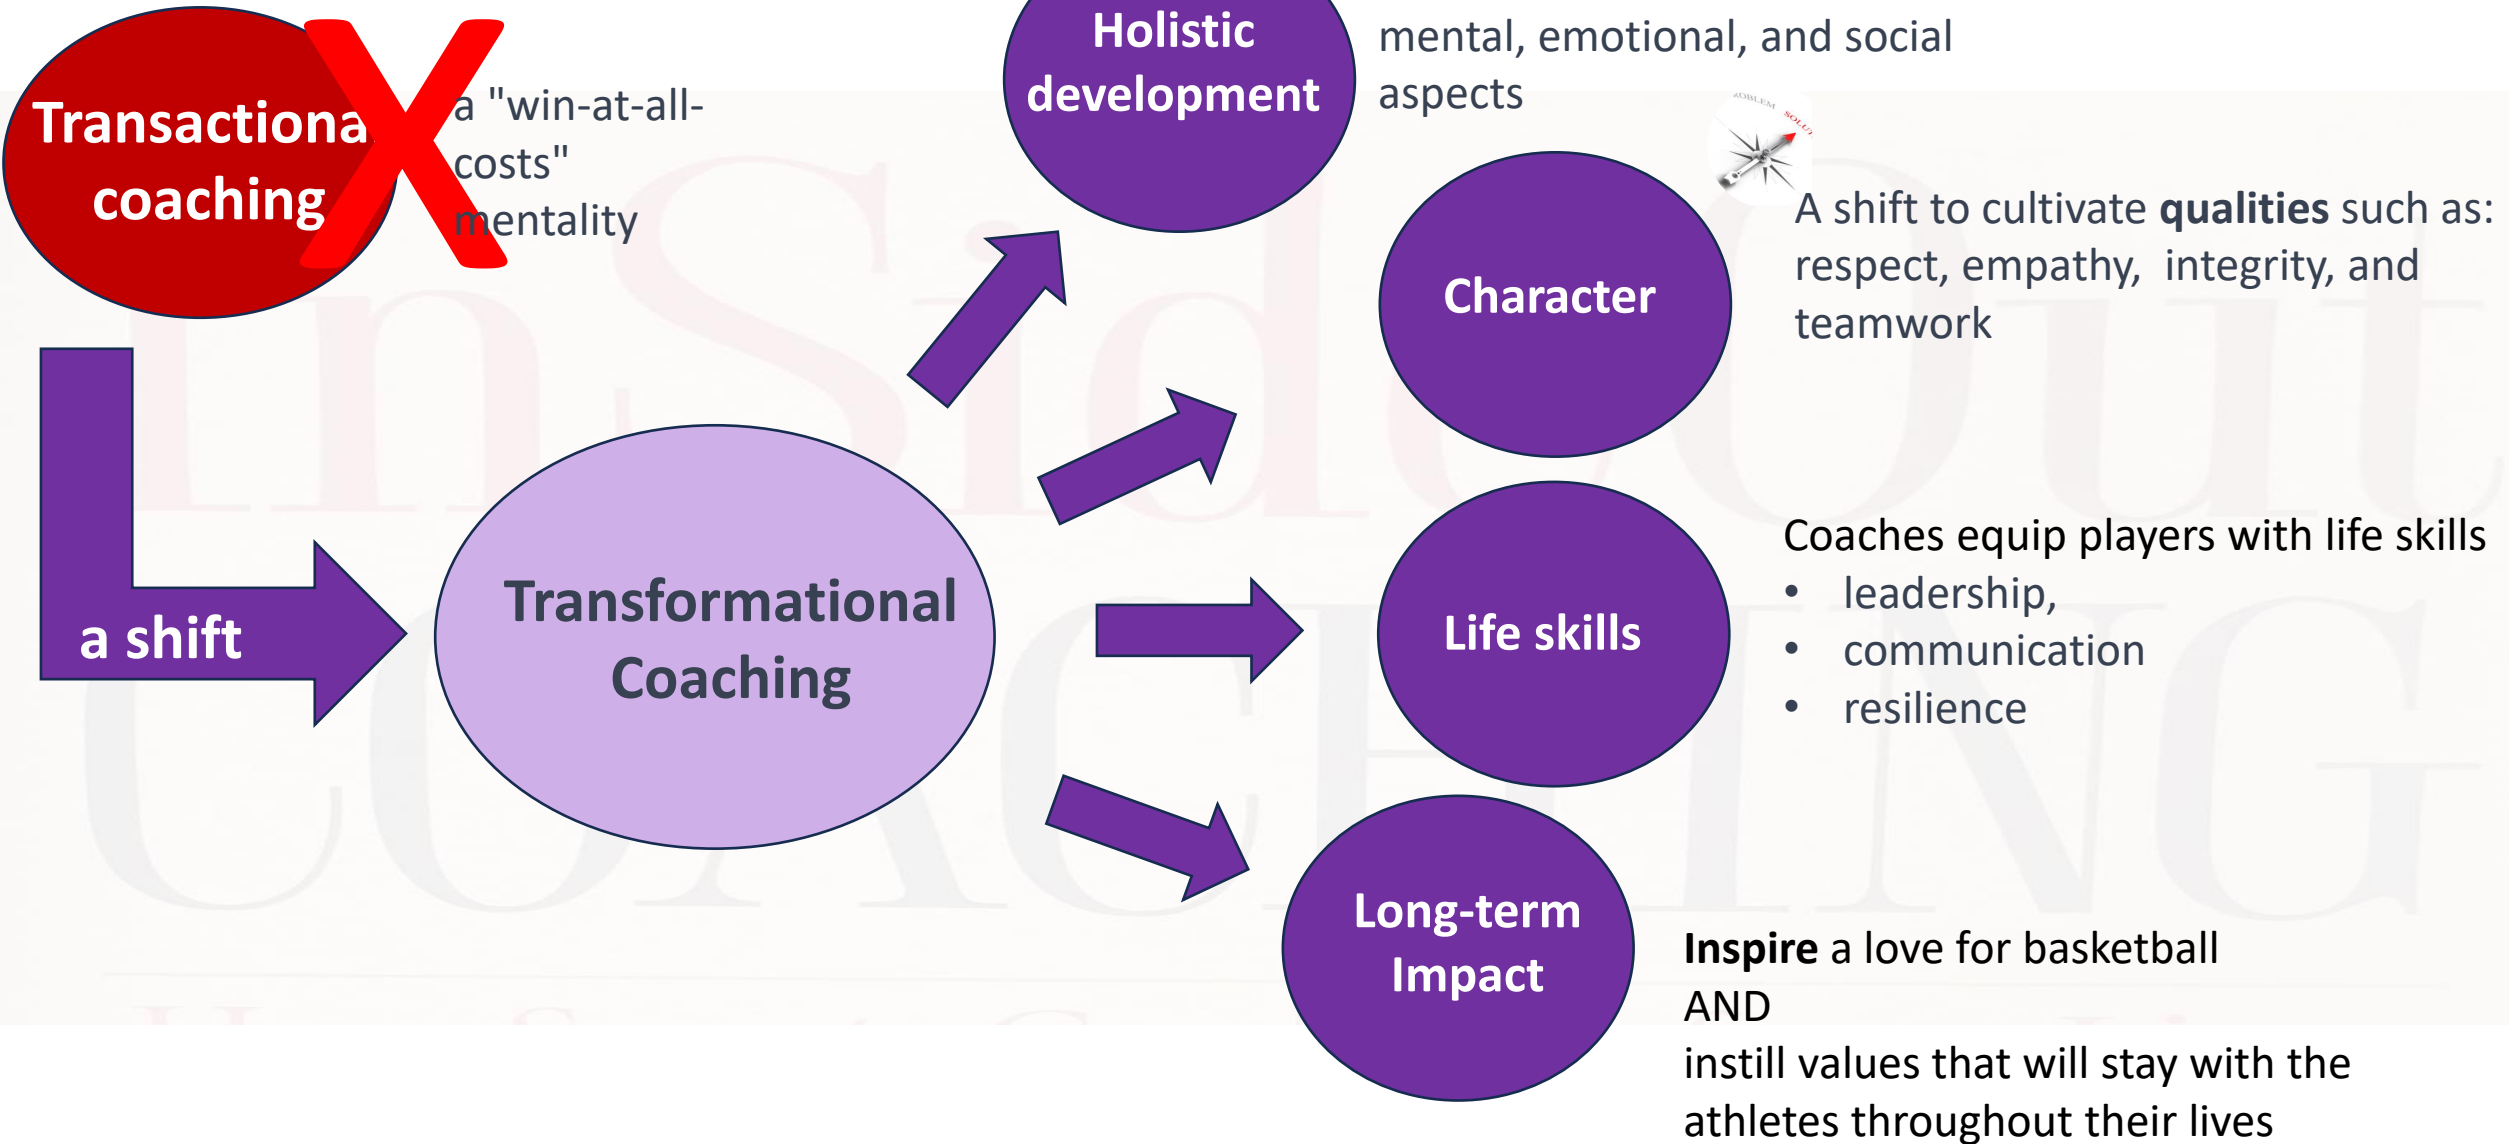 Holistic
development
mental, emotional, and social
aspects
Transactiona
coaching
X
a "win-at-all-
costs"
mentality
Character
A shift to cultivate qualities such as:
respect, empathy,  integrity, and
teamwork
a shift
Transformational
Coaching
Life skills
Coaches equip players with life skills
• leadership,
• communication
• resilience
Long-term
Impact
Inspire a love for basketball
AND
instill values that will stay with the
athletes throughout their lives
InSideOut
COACHING